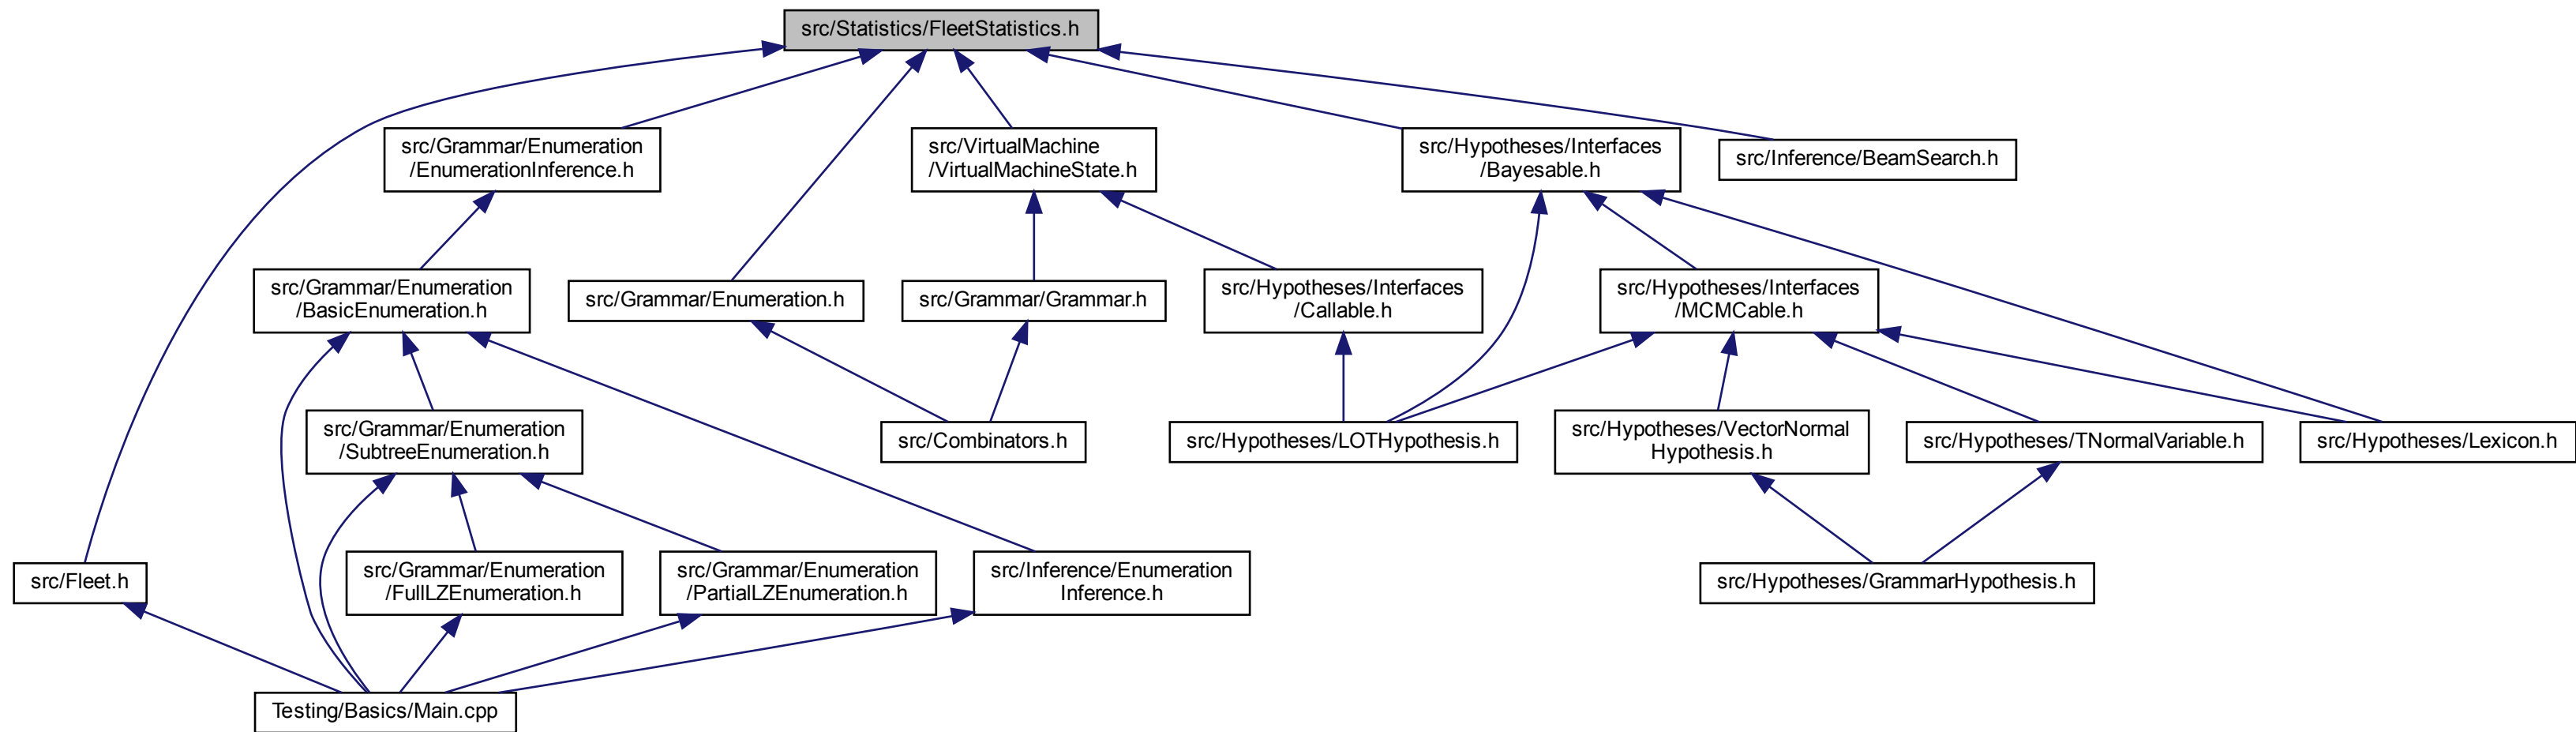 src/Statistics/FleetStatistics.h
src/Grammar/Enumeration
/EnumerationInference.h
src/VirtualMachine
/VirtualMachineState.h
src/Hypotheses/Interfaces
/Bayesable.h
src/Inference/BeamSearch.h
src/Grammar/Enumeration
/BasicEnumeration.h
src/Grammar/Enumeration.h
src/Grammar/Grammar.h
src/Hypotheses/Interfaces
/Callable.h
src/Hypotheses/Interfaces
/MCMCable.h
src/Grammar/Enumeration
/SubtreeEnumeration.h
src/Combinators.h
src/Hypotheses/LOTHypothesis.h
src/Hypotheses/VectorNormal
Hypothesis.h
src/Hypotheses/TNormalVariable.h
src/Hypotheses/Lexicon.h
src/Fleet.h
src/Grammar/Enumeration
/FullLZEnumeration.h
src/Grammar/Enumeration
/PartialLZEnumeration.h
src/Inference/Enumeration
Inference.h
src/Hypotheses/GrammarHypothesis.h
Testing/Basics/Main.cpp